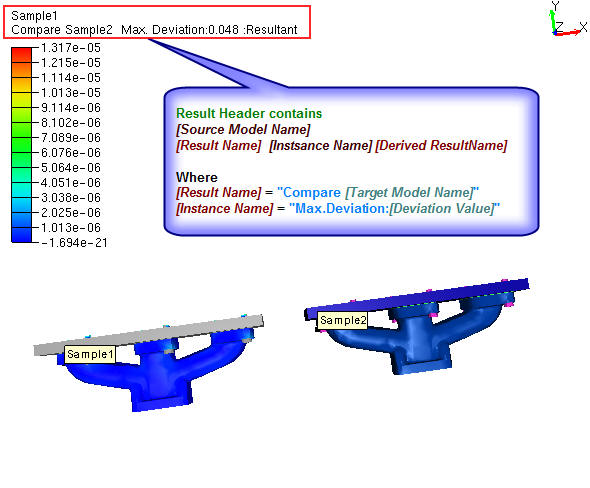 Sample1
Compare Sample2 Max. Deviation:0.048 :Resultant
Y
Z
X
1.317e-05
1.215e-05
1.114e-05
1.013e-05
9.114e-06
8.102e-06
7.089e-06
6.076e-06
5.064e-06
4.051e-06
3.038e-06
2.025e-06
1.013e-06
-1.694e-21
Result Header contains
[Source Model Name]
[Result Name] [Instsance Name] [Derived ResultName]
Where
[Result Name] = "Compare [Target Model Name]"
[Instance Name] = "Max.Deviation:[Deviation Value]"
Sample1
Sample2